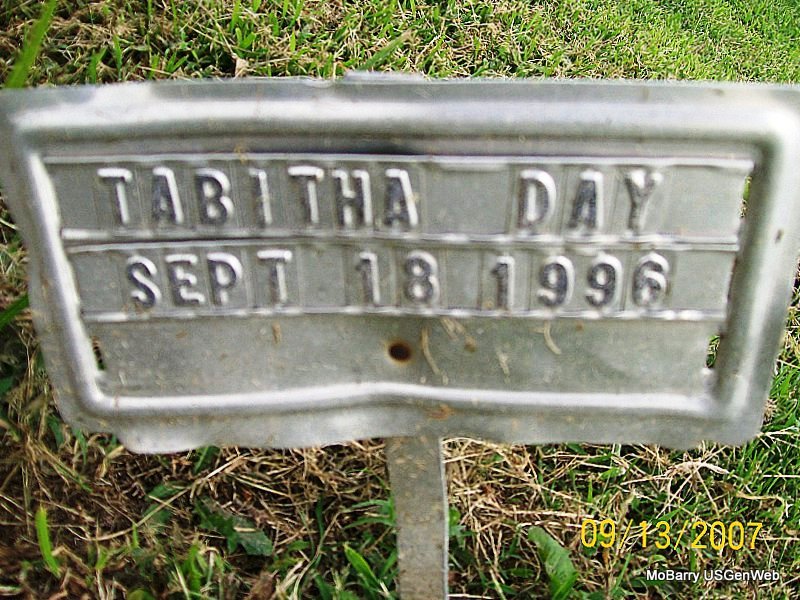 TABITHA DAY
SEPT 18 1996
09/13/2007
MoBarry USGenWeb